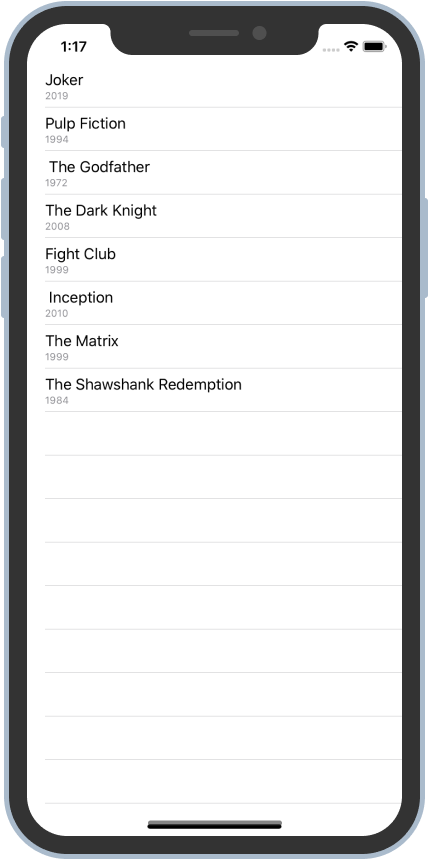 1:17
Joker
2019
Pulp Fiction
1994
The Godfather
1972
The Dark Knight
2008
Fight Club
1999
Inception
2010
The Matrix
1999
The Shawshank Redemption
1984